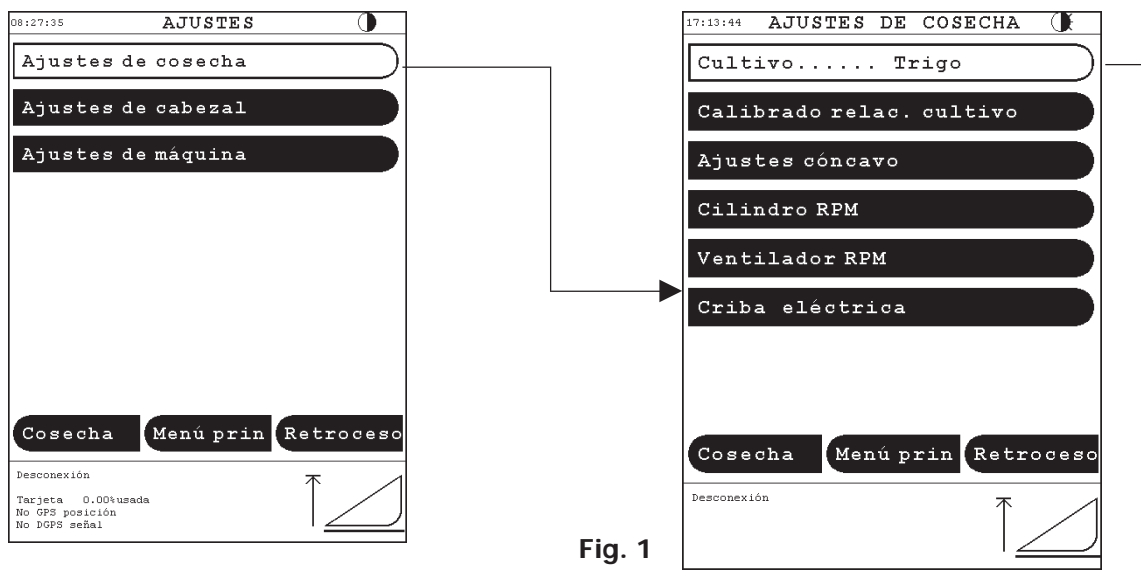 08:27:35 AJUSTES
Ajustes de cosecha
Ajustes de cabezal
Ajustes de máquina
Cosecha Menú prin Retroceso
Desconexión
Tarjeta 0.00%usada
No GPS posición
No DGPS señal
Fig. 1
17:13:44 AJUSTES DE COSECHA
Cultivo...... Trigo
Calibrado relac. cultivo
Ajustes cóncavo
Cilindro RPM
Ventilador RPM
Criba eléctrica
Cosecha Menú prin Retroceso
Desconexión